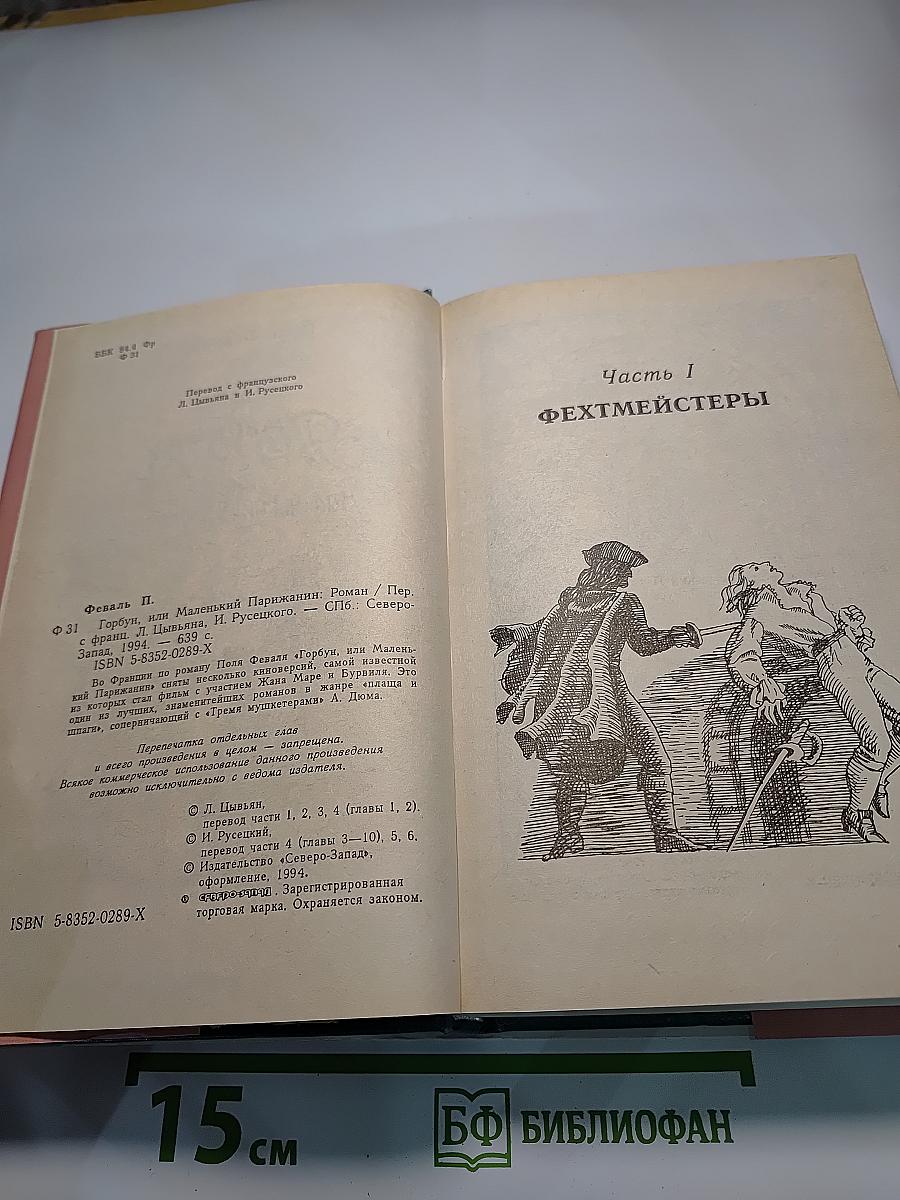 ББК 84.4 Фр
Ф 31
Перевод с французского
Л. Цывьяна и И. Русецкого
Феваль П.
Ф 31 Горбун, или Маленький Парижанин: Роман / Пер.
с франц. Л. Цывьяна, И. Русецкого. — СПб.: Северо-
Запад, 1994. — 639 с.
ISBN 5-8352-0289-X
Во Франции по роману Поля Феваля «Горбун, или Малень-
кий Парижанин» сняты несколько киноверсий, самой известной
из которых стал фильм с участием Жана Маре и Бурвиля. Это
один из лучших, знаменитейших романов в жанре «плаща и
шпаги», соперничающий с «Тремя мушкетерами» А. Дюма.
Перепечатка отдельных глав
и всего произведения в целом — запрещена.
Всякое коммерческое использование данного произведения
возможно исключительно с ведома издателя.
© Л. Цывьян,
перевод части 1, 2, 3, 4 (главы 1, 2).
© И. Русецкий,
перевод части 4 (главы 3—10), 5, 6.
© Издательство «Северо-Запад»,
оформление, 1994.
® СЕВЕРО-ЗАПАД. Зарегистрированная
торговая марка. Охраняется законом.
ISBN 5-8352-0289-X
Часть I
ФЕХТМЕЙСТЕРЫ
15 см
БФ БИБЛИОФАН